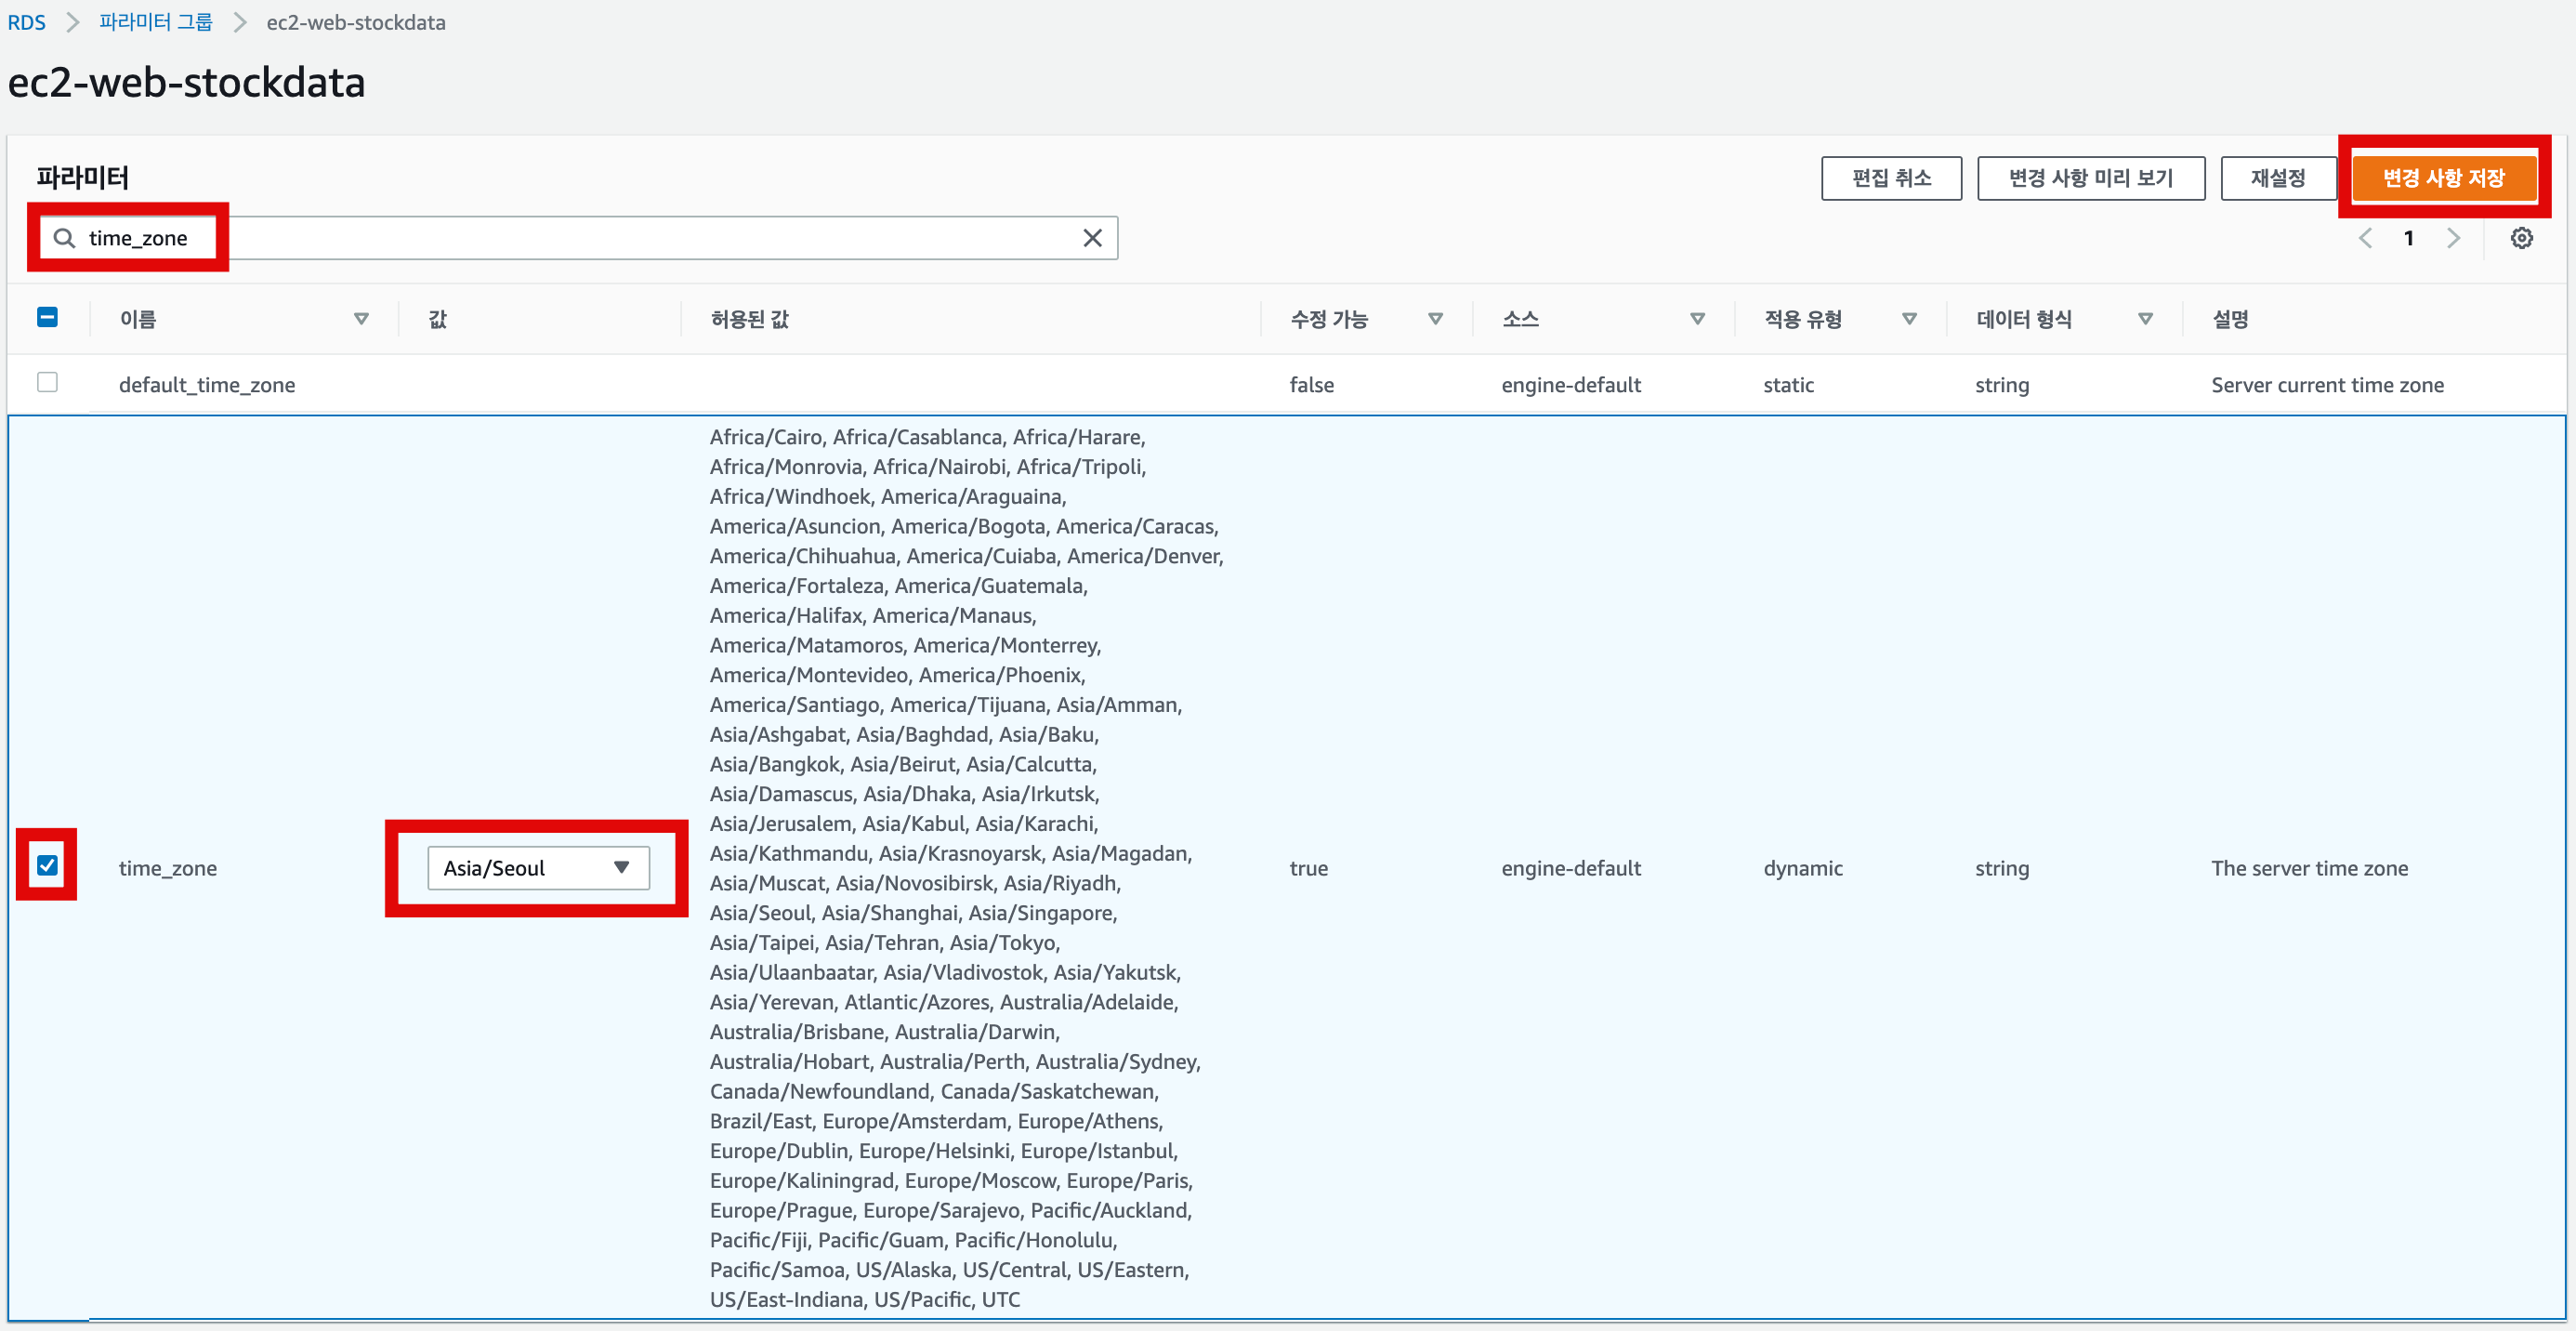 RDS 파라미터 그룹 ec2-web-stockdata
ec2-web-stockdata
파라미터
편집 취소 변경 사항 미리 보기 재설정 변경 사항 저장
time_zone
1
이름 값 허용된 값 수정 가능 소스 적용 유형 데이터 형식 설명
default_time_zone false engine-default static string Server current time zone
Africa/Cairo, Africa/Casablanca, Africa/Harare,
Africa/Monrovia, Africa/Nairobi, Africa/Tripoli,
Africa/Windhoek, America/Araguaina,
America/Asuncion, America/Bogota, America/Caracas,
America/Chihuahua, America/Cuiaba, America/Denver,
America/Fortaleza, America/Guatemala,
America/Halifax, America/Manaus,
America/Matamoros, America/Monterrey,
America/Montevideo, America/Phoenix,
America/Santiago, America/Tijuana, Asia/Amman,
Asia/Ashgabat, Asia/Baghdad, Asia/Baku,
Asia/Bangkok, Asia/Beirut, Asia/Calcutta,
Asia/Damascus, Asia/Dhaka, Asia/Irkutsk,
Asia/Jerusalem, Asia/Kabul, Asia/Karachi,
Asia/Kathmandu, Asia/Krasnoyarsk, Asia/Magadan,
time_zone Asia/Seoul true engine-default dynamic string The server time zone
Asia/Muscat, Asia/Novosibirsk, Asia/Riyadh,
Asia/Seoul, Asia/Shanghai, Asia/Singapore,
Asia/Taipei, Asia/Tehran, Asia/Tokyo,
Asia/Ulaanbaatar, Asia/Vladivostok, Asia/Yakutsk,
Asia/Yerevan, Atlantic/Azores, Australia/Adelaide,
Australia/Brisbane, Australia/Darwin,
Australia/Hobart, Australia/Perth, Australia/Sydney,
Canada/Newfoundland, Canada/Saskatchewan,
Brazil/East, Europe/Amsterdam, Europe/Athens,
Europe/Dublin, Europe/Helsinki, Europe/Istanbul,
Europe/Kaliningrad, Europe/Moscow, Europe/Paris,
Europe/Prague, Europe/Sarajevo, Pacific/Auckland,
Pacific/Fiji, Pacific/Guam, Pacific/Honolulu,
Pacific/Samoa, US/Alaska, US/Central, US/Eastern,
US/East-Indiana, US/Pacific, UTC